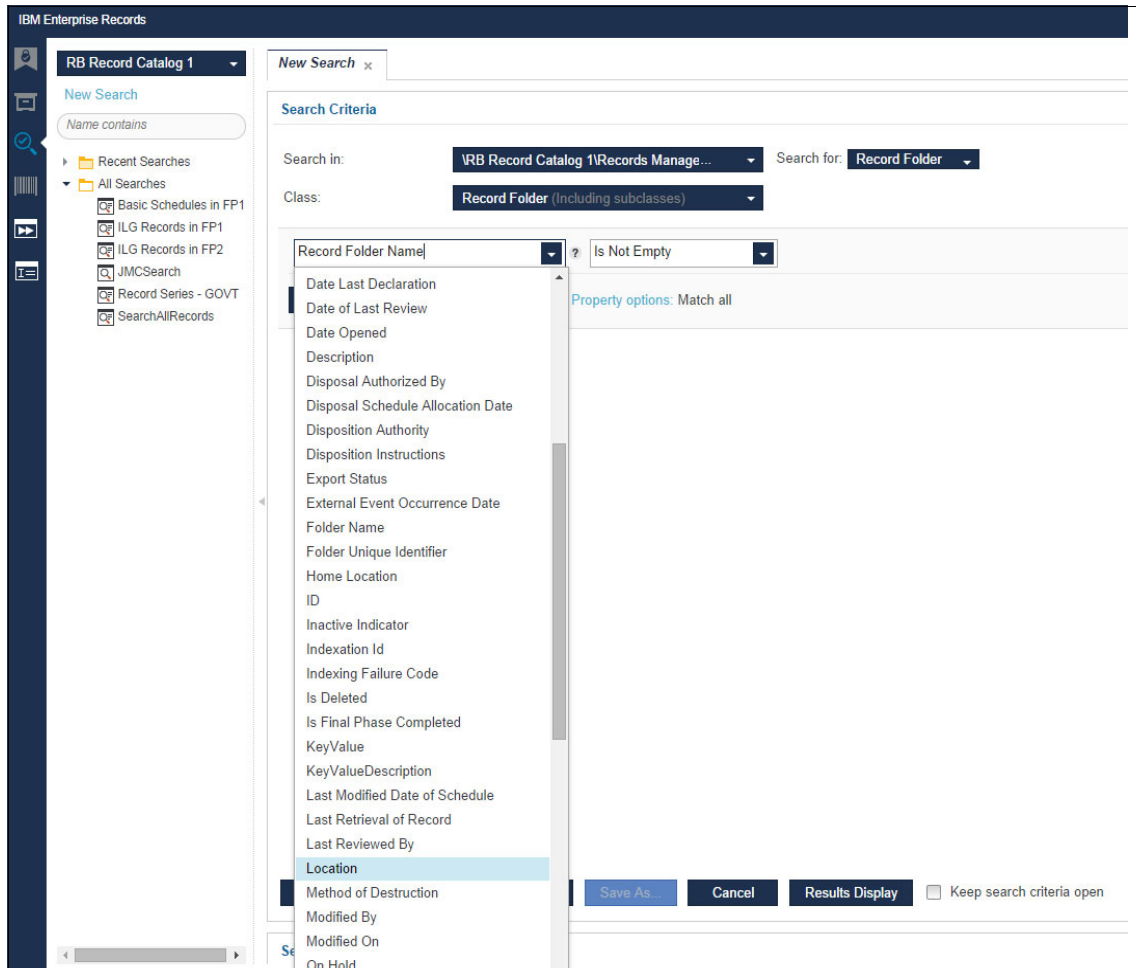 IBM Enterprise Records
RB Record Catalog 1
New Search
Name contains
Recent Searches
All Searches
Basic Schedules in FP1
ILG Records in FP1
ILG Records in FP2
JMCSearch
Record Series - GOVT
SearchAllRecords
New Search x
Search Criteria
Search in: \RB Record Catalog 1\Records Manage... Search for: Record Folder
Class: Record Folder (Including subclasses)
Record Folder Name ? Is Not Empty
Property options: Match all
Date Last Declaration
Date of Last Review
Date Opened
Description
Disposal Authorized By
Disposal Schedule Allocation Date
Disposition Authority
Disposition Instructions
Export Status
External Event Occurrence Date
Folder Name
Folder Unique Identifier
Home Location
ID
Inactive Indicator
Indexation Id
Indexing Failure Code
Is Deleted
Is Final Phase Completed
KeyValue
KeyValueDescription
Last Modified Date of Schedule
Last Retrieval of Record
Last Reviewed By
Location
Method of Destruction
Modified By
Modified On
On Hold
Save As... Cancel Results Display Keep search criteria open